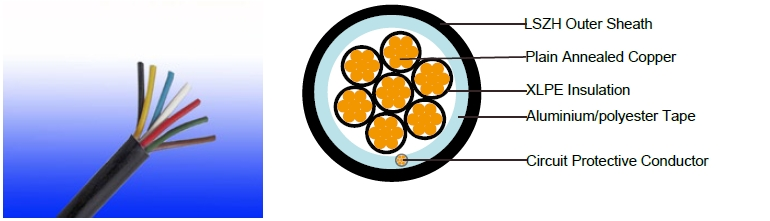 LSZH Outer Sheath
Plain Annealed Copper
XLPE Insulation
Aluminium/polyester Tape
Circuit Protective Conductor